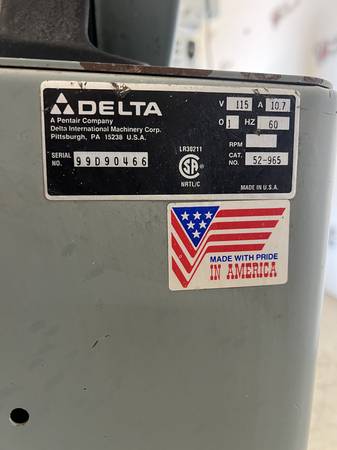 DELTA
A Pentair Company
Delta International Machinery Corp.
Pittsburgh, PA 15238 U.S.A.
SERIAL NO. 99D90466
V 115 A 10.7
O 1 HZ 60
RPM
LR30211
SA
NRTL/C
CAT. NO. 52-965
MADE IN U.S.A.
MADE WITH PRIDE
IN AMERICA